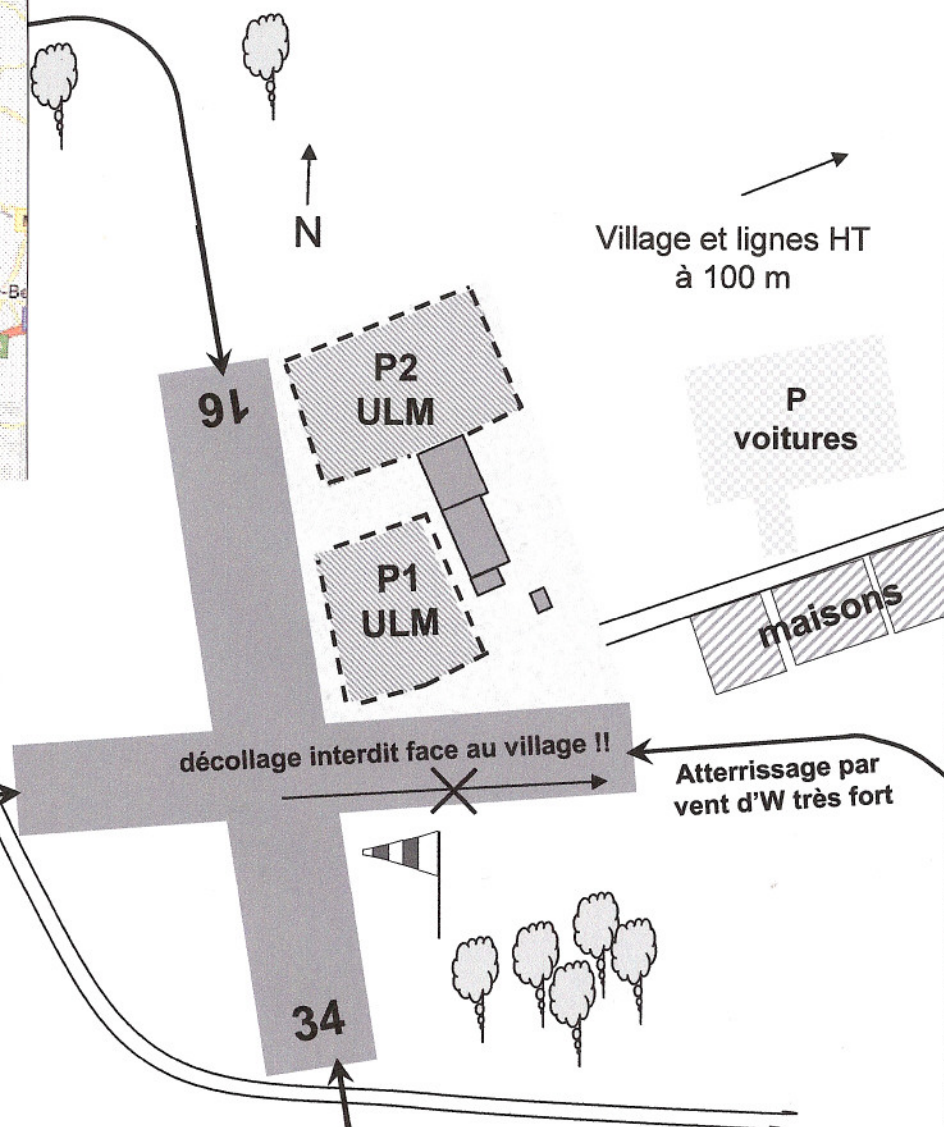 N
Village et lignes HT
à 100 m
P2
ULM
16
P
voitures
P1
ULM
maisons
décollage interdit face au village !!
Atterrissage par
vent d'W très fort
34